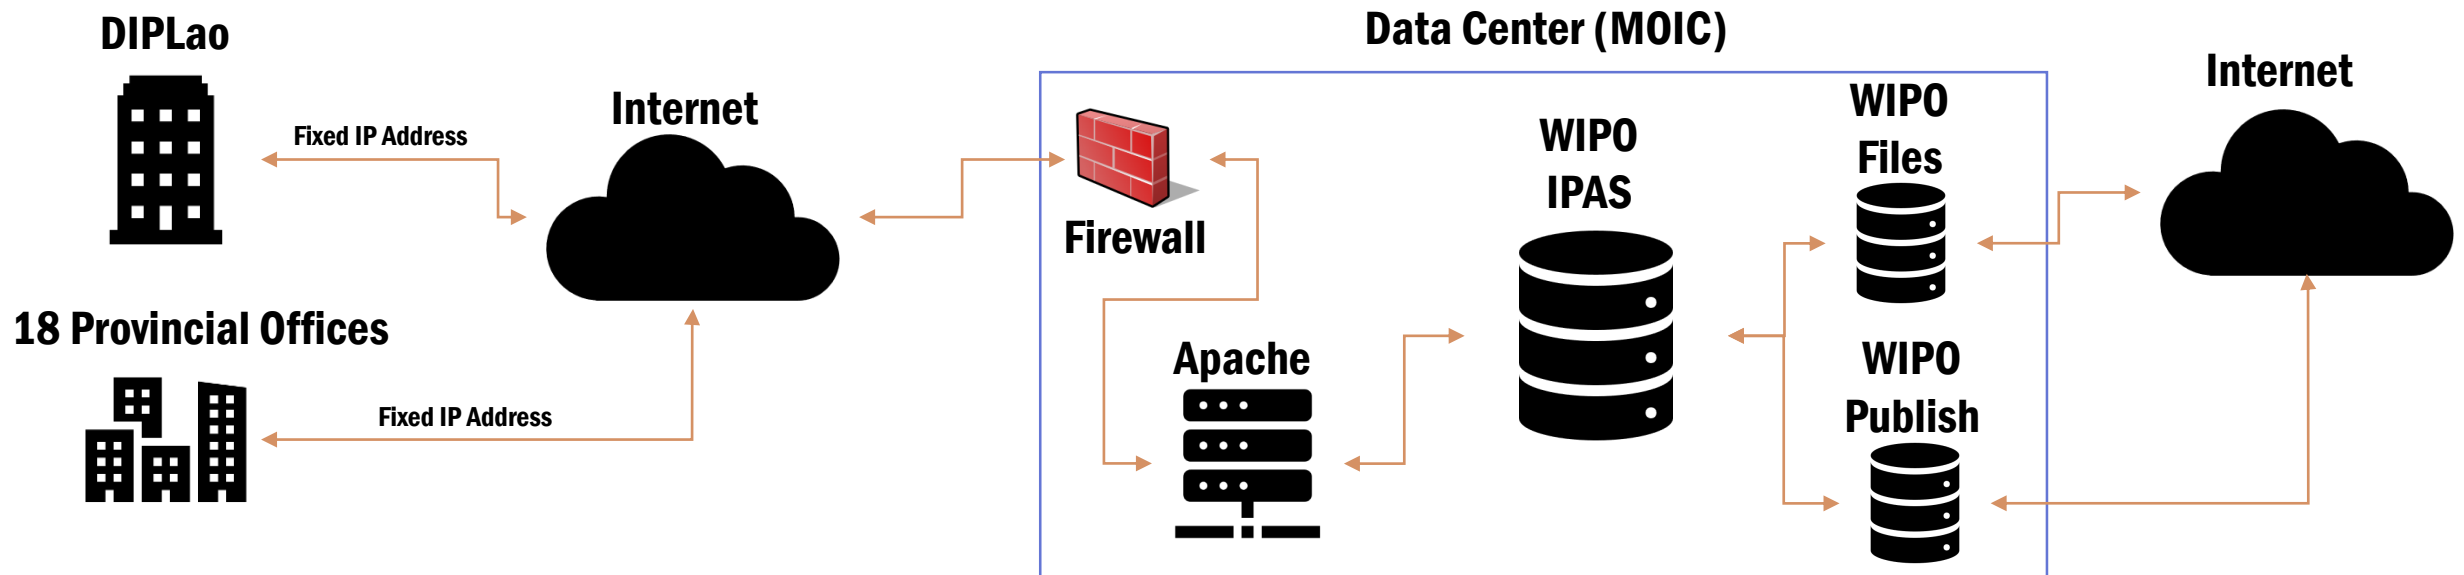 DIPLao
Fixed IP Address
18 Provincial Offices
Fixed IP Address
Internet
Data Center (MOIC)
Firewall
Apache
WIPO
IPAS
WIPO
Files
WIPO
Publish
Internet